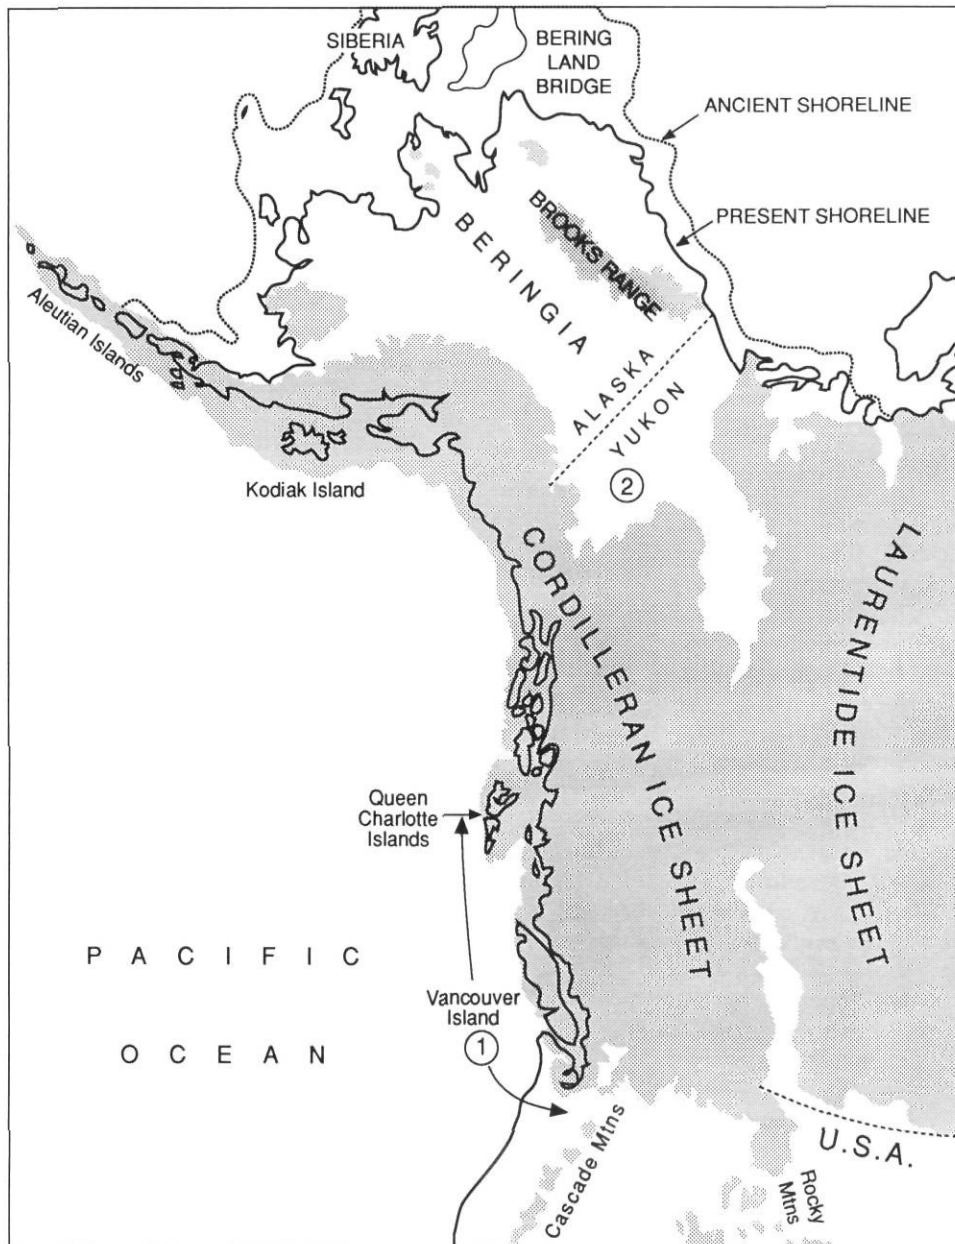 SIBERIA
BERING
LAND
BRIDGE
ANCIENT SHORELINE
PRESENT SHORELINE
BERINGIA
BROOKS RANGE
Aleutian Islands
ALASKA
YUKON
Kodiak Island
2
CORDILLERAN ICE SHEET
LAURENTIDE ICE SHEET
Queen
Charlotte
Islands
PACIFIC
OCEAN
Vancouver
Island
1
Cascade Mtns
U.S.A.
Rocky
Mtns